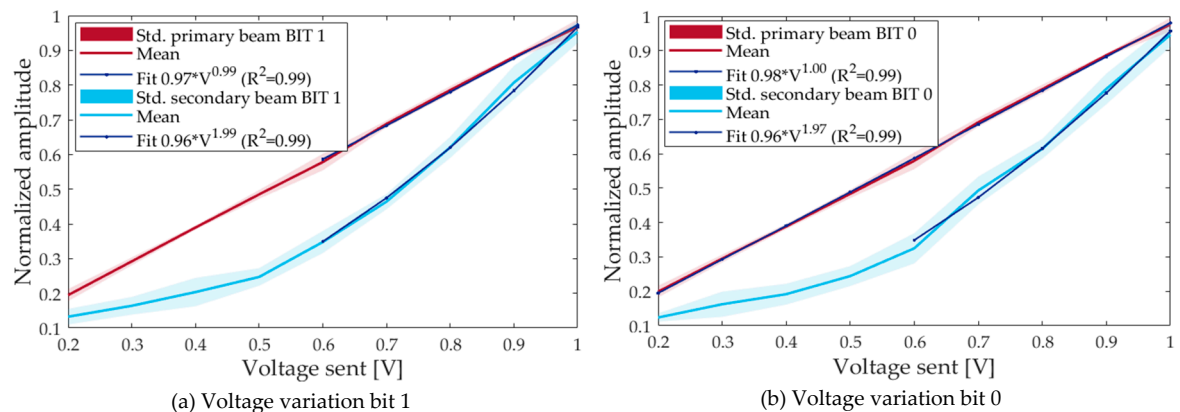 Normalized amplitude
1
0.9
0.8
0.7
0.6
0.5
0.4
0.3
0.2
0.1
Std. primary beam BIT 1
Mean
Fit 0.97*V^0.99 (R^2=0.99)
Std. secondary beam BIT 1
Mean
Fit 0.96*V^1.99 (R^2=0.99)
0.2 0.3 0.4 0.5 0.6 0.7 0.8 0.9 1
Voltage sent [V]
(a) Voltage variation bit 1
Normalized amplitude
1
0.9
0.8
0.7
0.6
0.5
0.4
0.3
0.2
0.1
Std. primary beam BIT 0
Mean
Fit 0.98*V^1.00 (R^2=0.99)
Std. secondary beam BIT 0
Mean
Fit 0.96*V^1.97 (R^2=0.99)
0.2 0.3 0.4 0.5 0.6 0.7 0.8 0.9 1
Voltage sent [V]
(b) Voltage variation bit 0